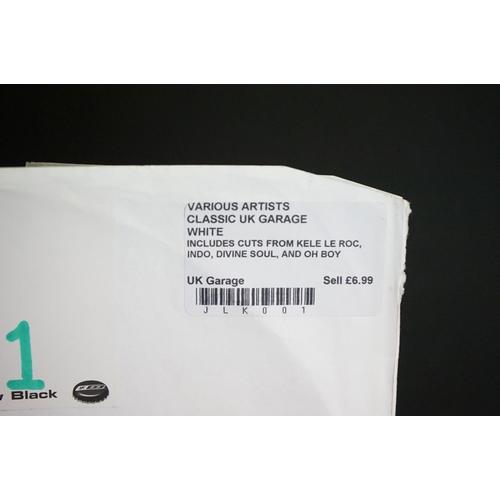 VARIOUS ARTISTS
CLASSIC UK GARAGE
WHITE
INCLUDES CUTS FROM KELE LE ROC,
INDO, DIVINE SOUL, AND OH BOY
UK Garage Sell £6.99
JLK001
1
Black